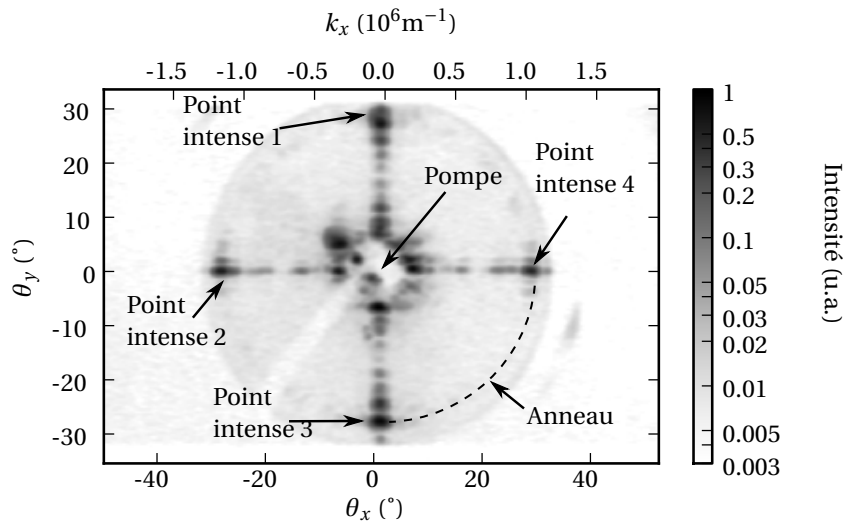 k_x (10^6 m^-1)
-1.5 -1.0 -0.5 0.0 0.5 1.0 1.5
30
20
10
0
-10
-20
-30
θ_y (°)
Point
intense 1
Pompe
Point
intense 4
Point
intense 2
Point
intense 3
Anneau
-40 -20 0 20 40
θ_x (°)
1
0.5
0.3
0.2
0.1
0.05
0.03
0.02
0.01
0.005
0.003
Intensité (u.a.)